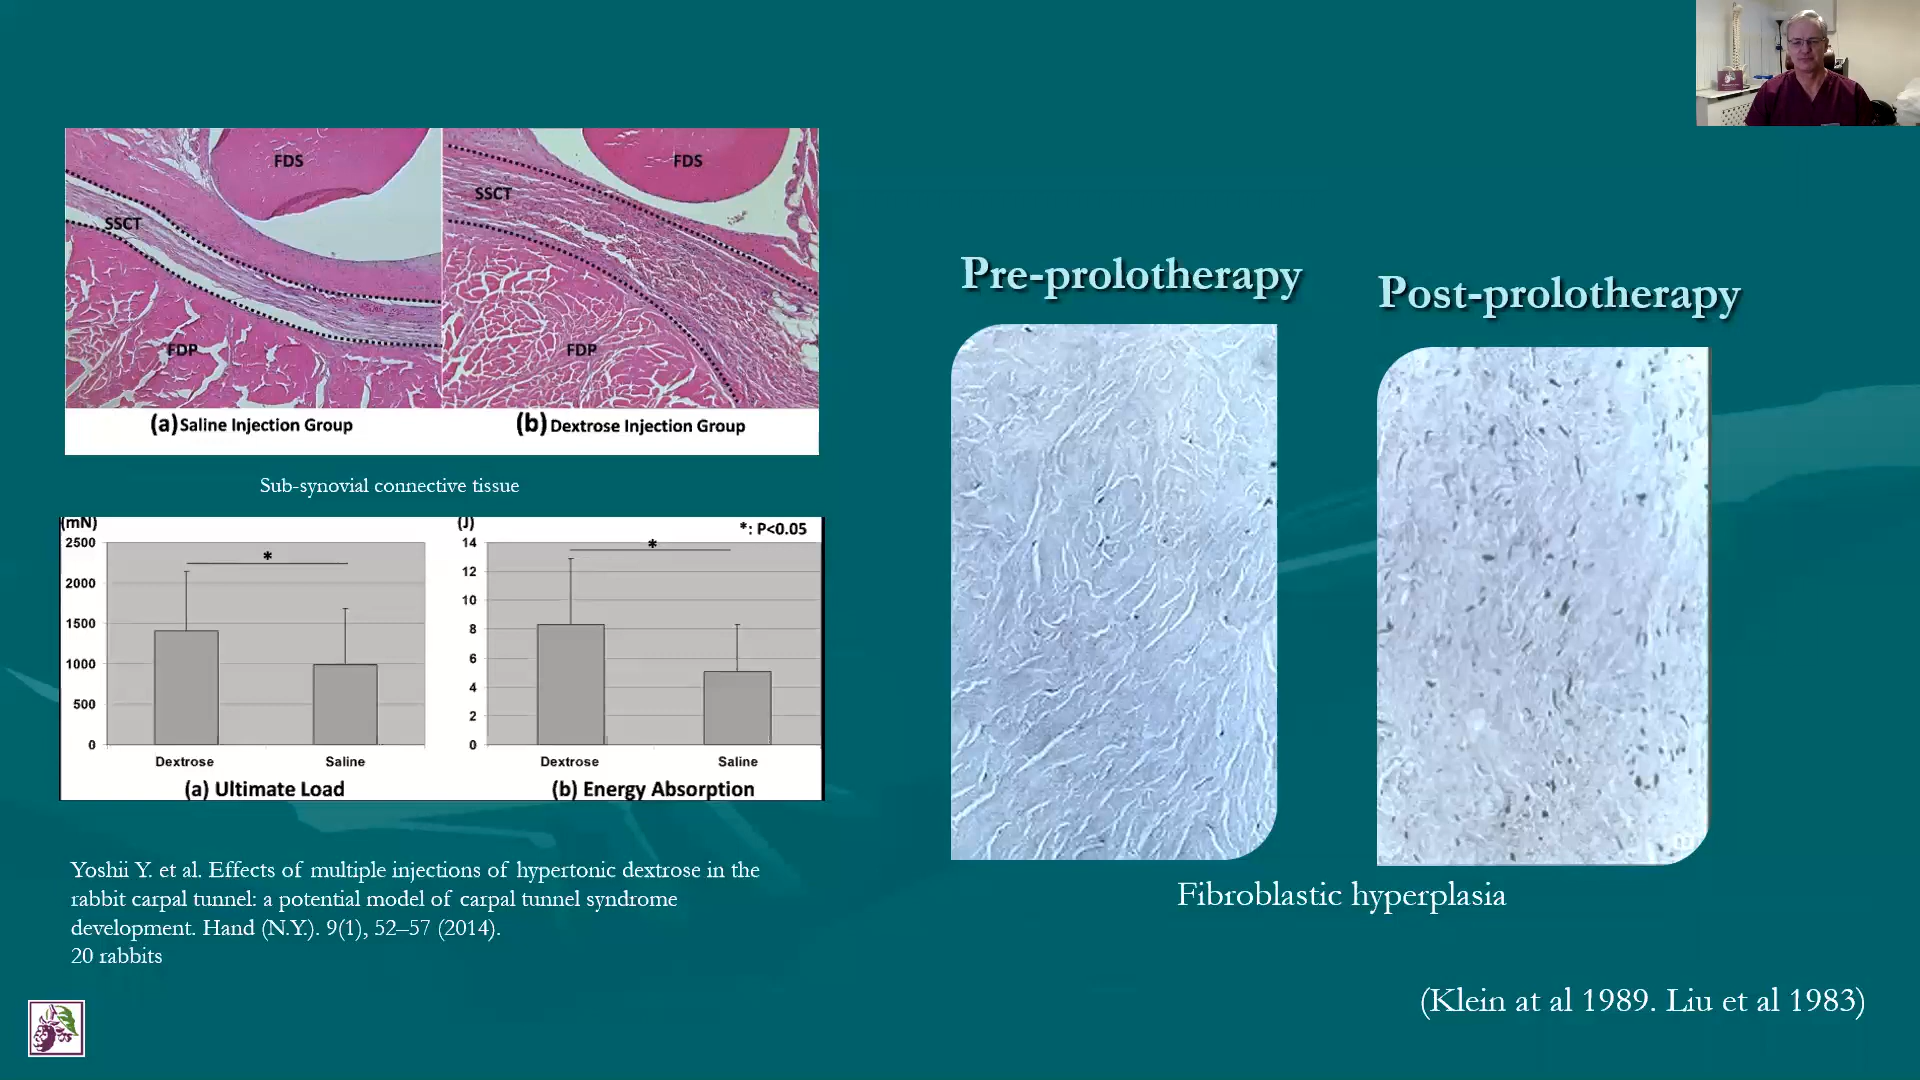 FDS
SSCT
FDP
FDS
SSCT
FDP
(a) Saline Injection Group
(b) Dextrose Injection Group
Sub-synovial connective tissue
(mN)
2500
2000
1500
1000
500
0
*
Dextrose
Saline
(a) Ultimate Load
(J)
*: P<0.05
14
12
10
8
6
4
2
0
*
Dextrose
Saline
(b) Energy Absorption
Yoshii Y. et al. Effects of multiple injections of hypertonic dextrose in the
rabbit carpal tunnel: a potential model of carpal tunnel syndrome
development. Hand (N.Y.). 9(1), 52–57 (2014).
20 rabbits
Pre-prolotherapy
Post-prolotherapy
Fibroblastic hyperplasia
(Klein at al 1989. Liu et al 1983)